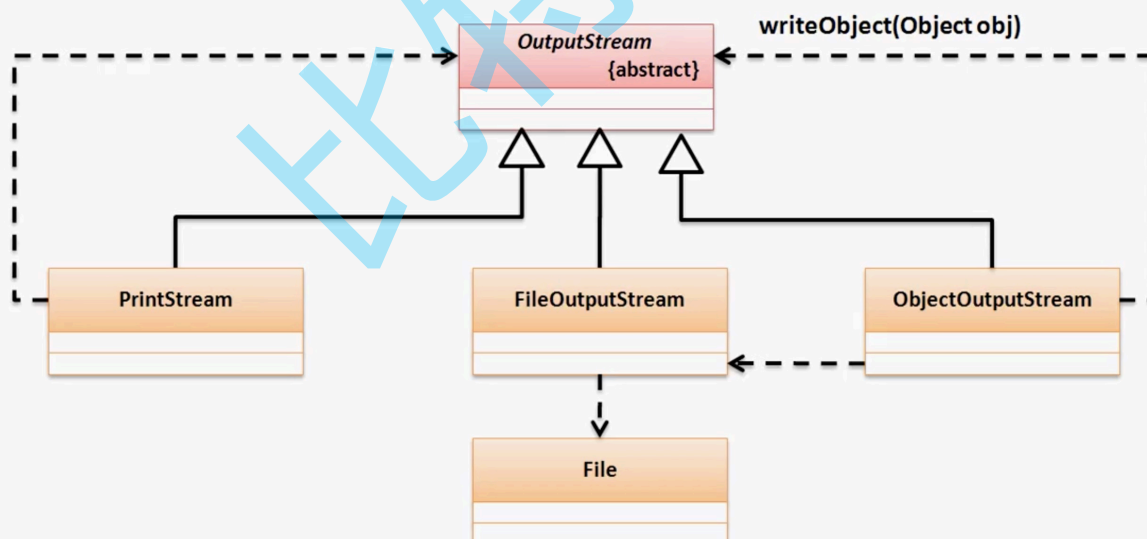 writeObject(Object obj)
OutputStream
{abstract}
PrintStream
FileOutputStream
ObjectOutputStream
File